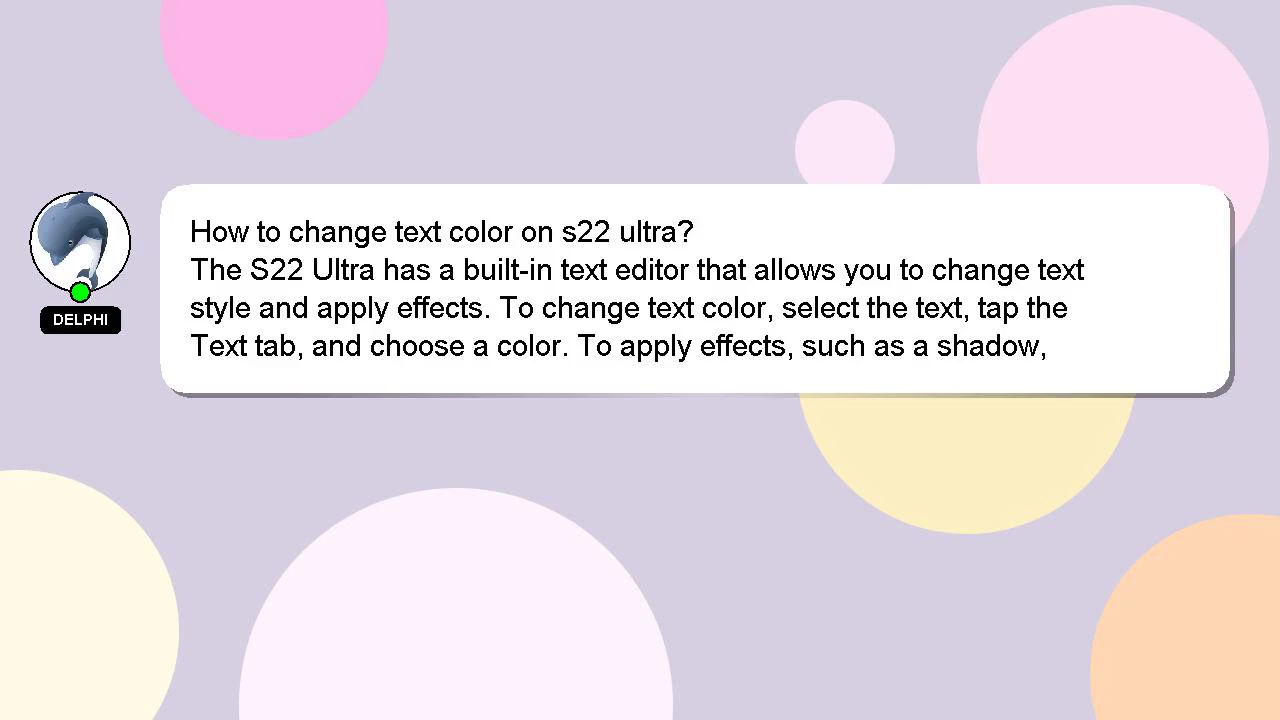 How to change text color on s22 ultra?
The S22 Ultra has a built-in text editor that allows you to change text
style and apply effects. To change text color, select the text, tap the
Text tab, and choose a color. To apply effects, such as a shadow,
DELPHI